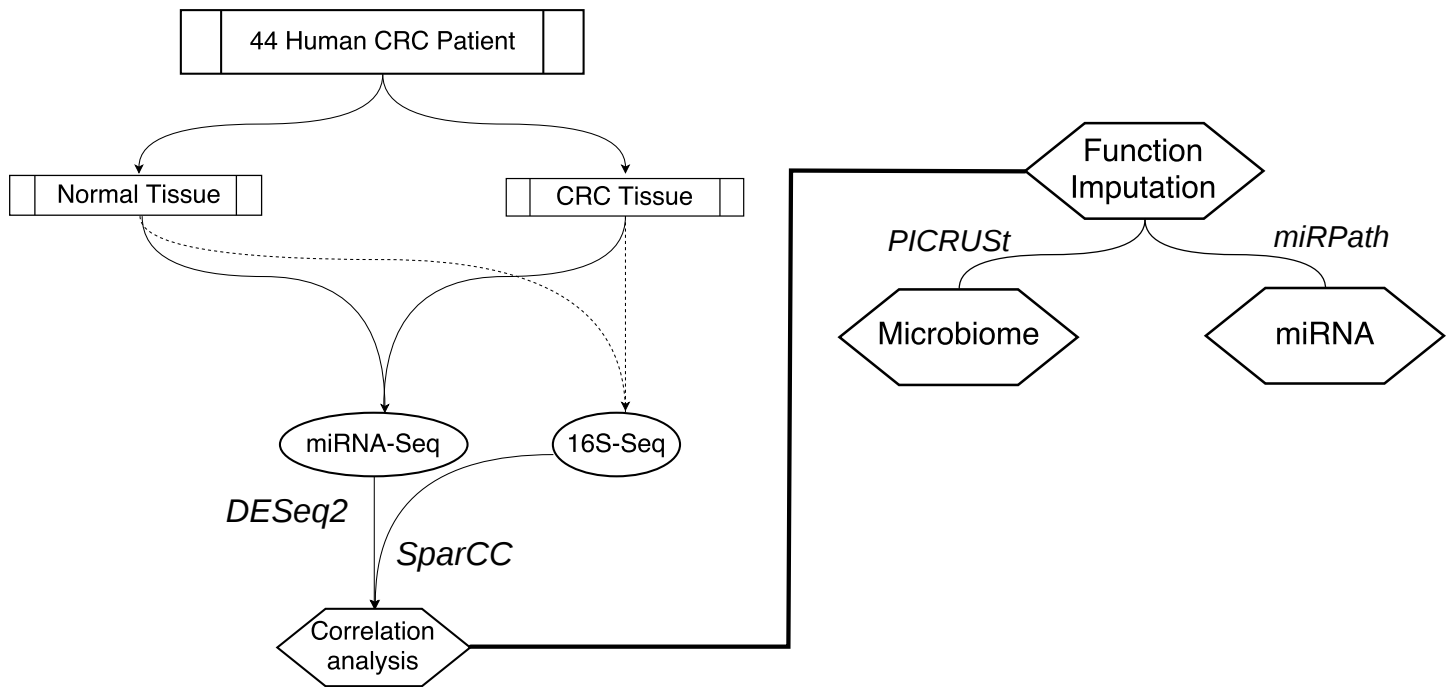 44 Human CRC Patient
Normal Tissue
CRC Tissue
miRNA-Seq
16S-Seq
DESeq2
SparCC
Correlation
analysis
Function
Imputation
PICRUSt
miRPath
Microbiome
miRNA